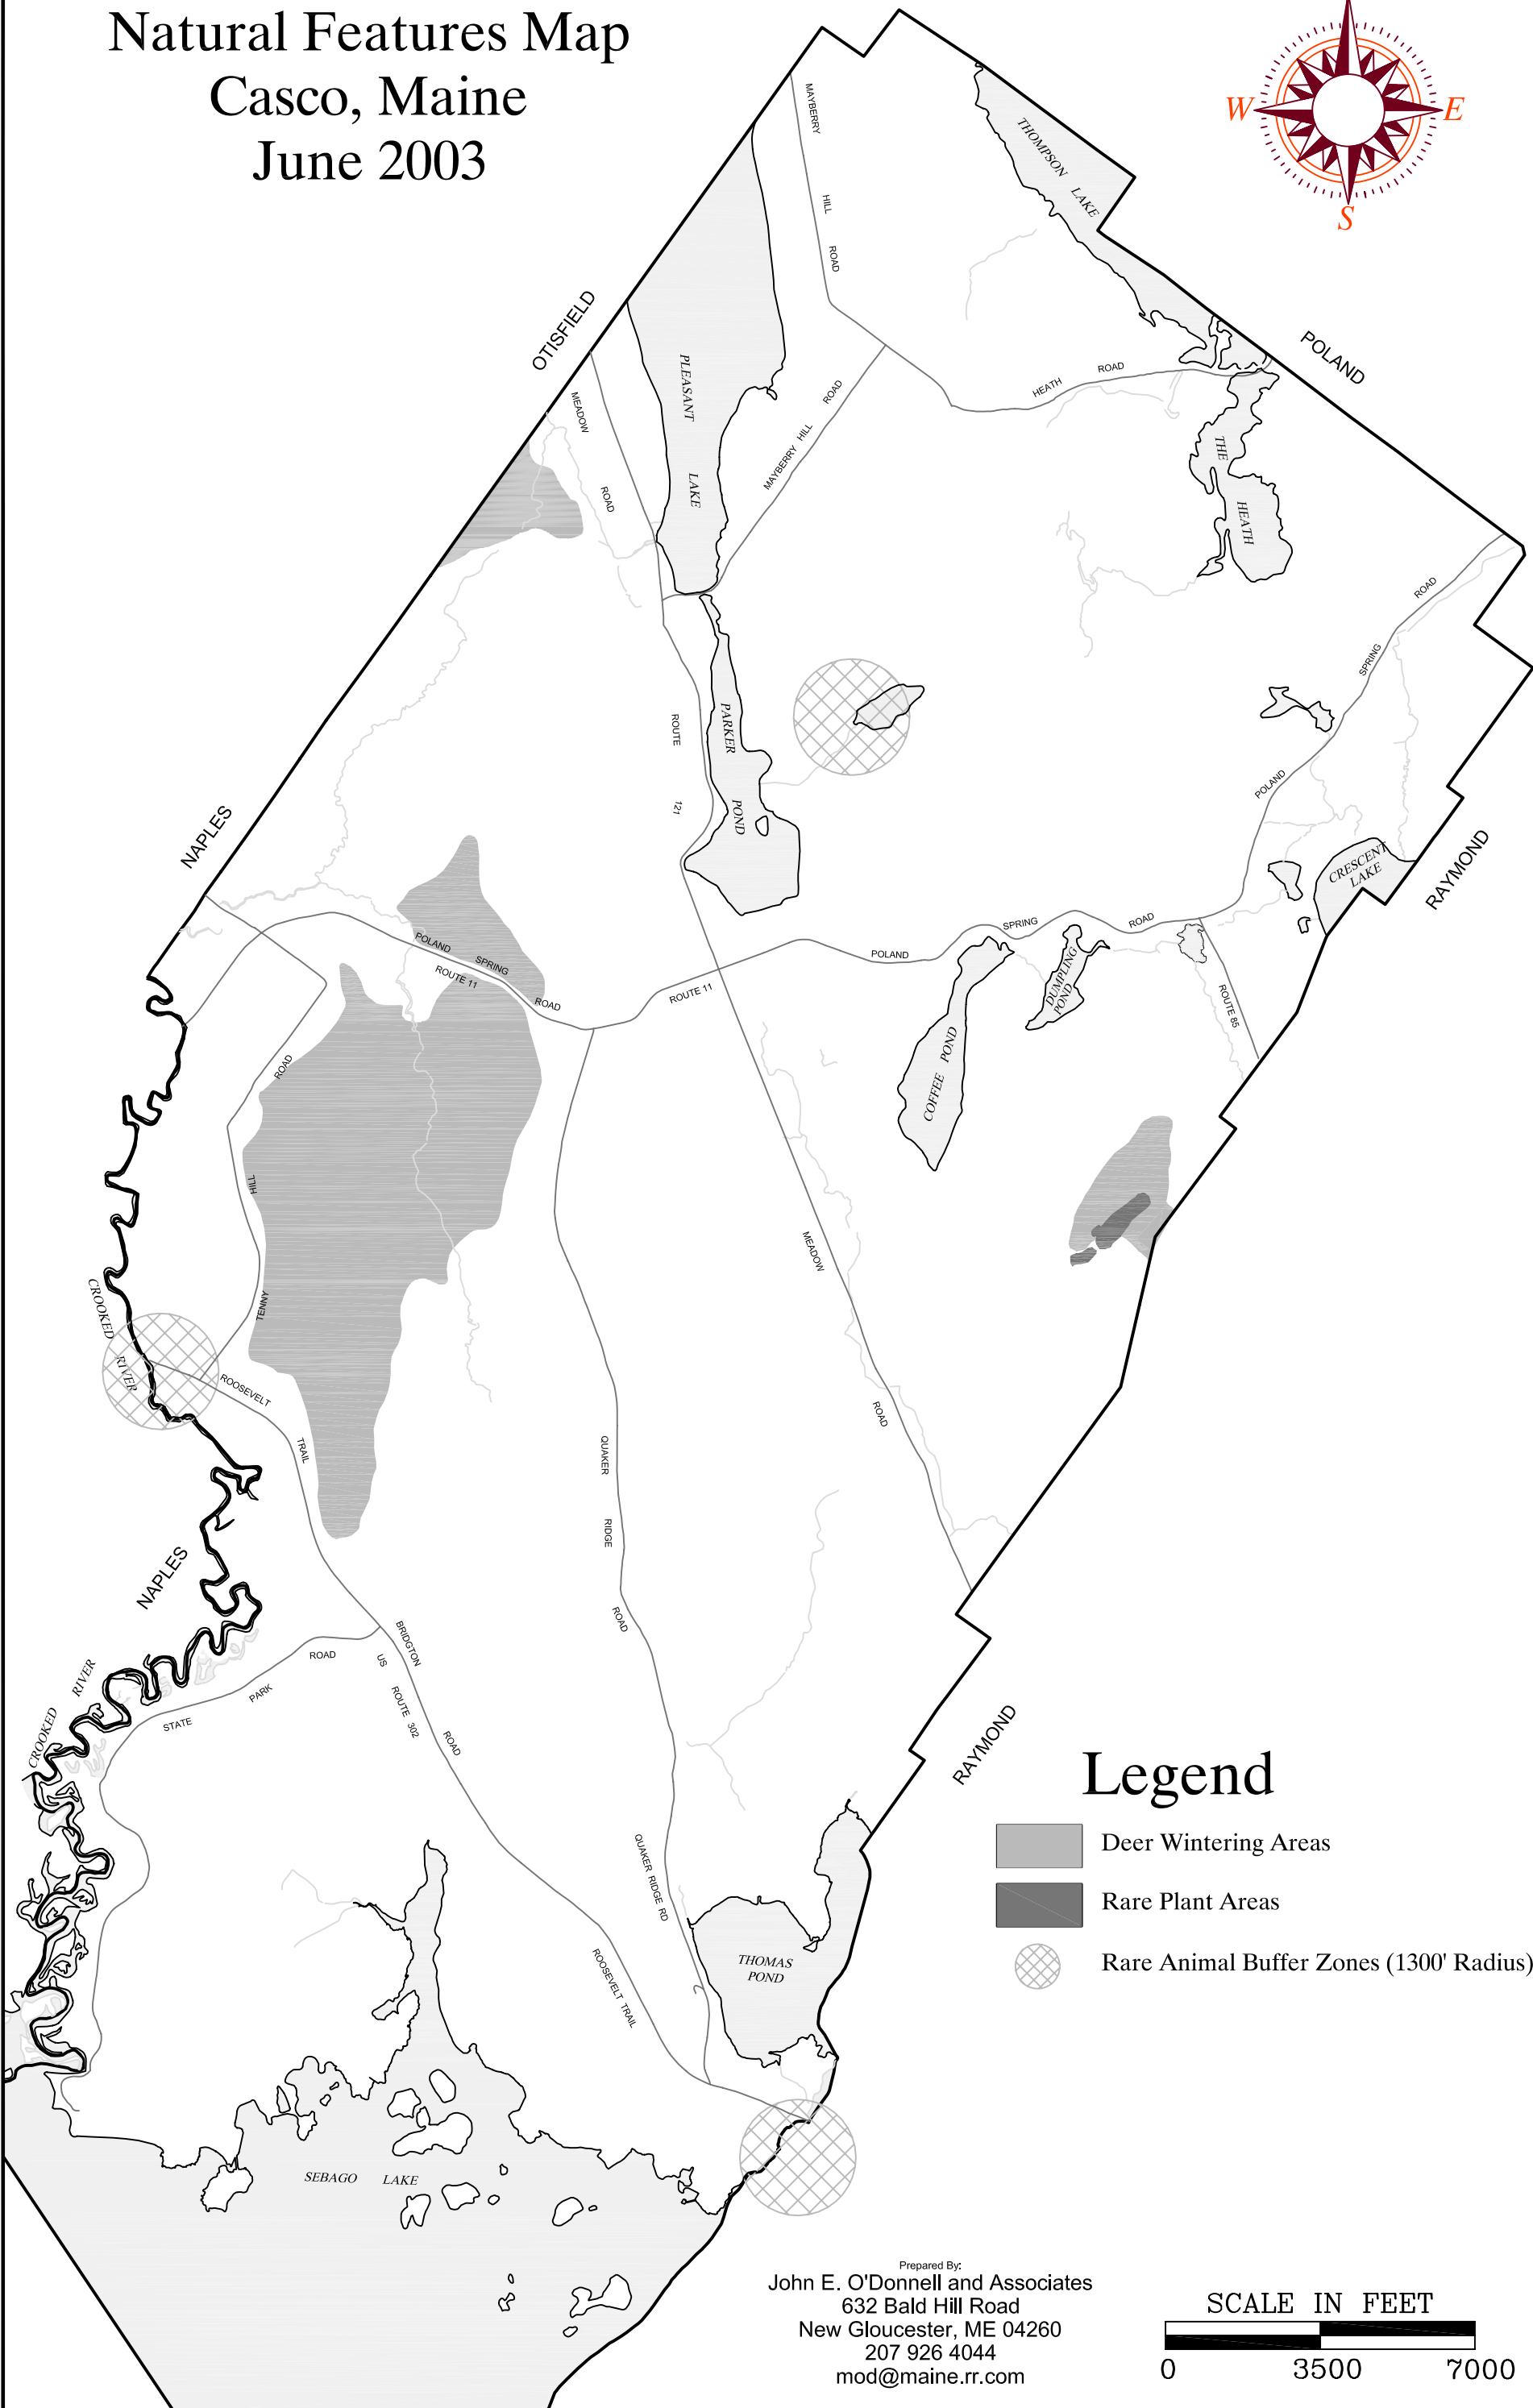 Natural Features Map
Casco, Maine
June 2003
W
E
S
MAYBERRY
HILL
ROAD
THOMPSON
LAKE
OTISFIELD
POLAND
PLEASANT
LAKE
MEADOW
ROAD
MAYBERRY HILL ROAD
HEATH ROAD
THE
HEATH
ROUTE
121
PARKER
POND
POLAND SPRING ROAD
NAPLES
CRESCENT
LAKE
RAYMOND
POLAND SPRING ROAD
ROUTE 11
ROUTE 11
POLAND SPRING ROAD
DUMPLING
POND
COFFEE POND
ROUTE 85
TENNY HILL ROAD
CROOKED
RIVER
ROOSEVELT
TRAIL
MEADOW
ROAD
QUAKER
RIDGE
ROAD
NAPLES
CROOKED RIVER
STATE PARK ROAD
BRIDGTON
ROAD
US ROUTE 302
RAYMOND
QUAKER RIDGE RD
ROOSEVELT TRAIL
THOMAS
POND
SEBAGO LAKE
Legend
Deer Wintering Areas
Rare Plant Areas
Rare Animal Buffer Zones (1300' Radius)
Prepared By:
John E. O'Donnell and Associates
632 Bald Hill Road
New Gloucester, ME 04260
207 926 4044
mod@maine.rr.com
SCALE IN FEET
0 3500 7000